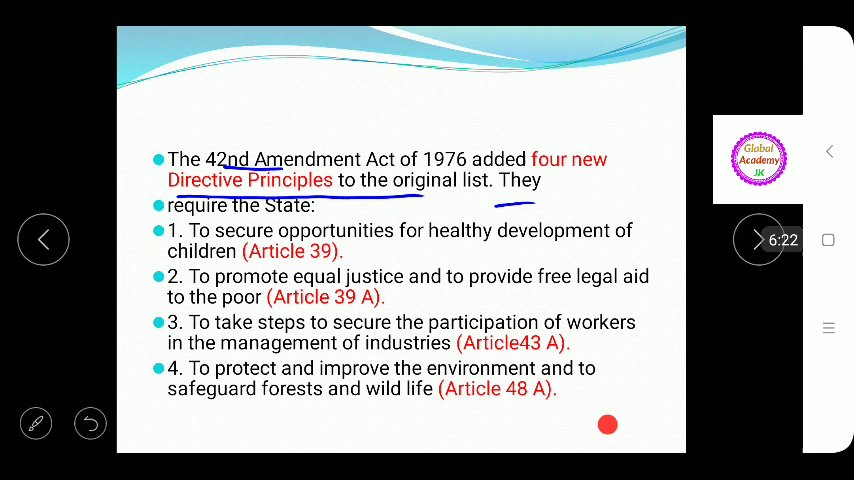 The 42nd Amendment Act of 1976 added four new
Directive Principles to the original list. They
require the State:
1. To secure opportunities for healthy development of
children (Article 39).
2. To promote equal justice and to provide free legal aid
to the poor (Article 39 A).
3. To take steps to secure the participation of workers
in the management of industries (Article43 A).
4. To protect and improve the environment and to
safeguard forests and wild life (Article 48 A).
Global
Academy
JK
6:22